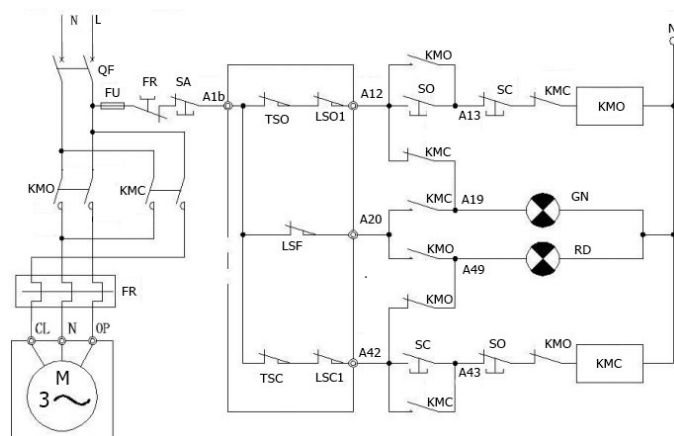 N L
QF
FR SA
FU A1b
KMO
A12 SO SC KMC
KMO
TSO LSO1 A13
KMC
KMO KMC
KMC A19 GN
A20
LSF KMO RD
A49
FR
KMO
CL N OP
SC SO KMO
A42
KMC
TSC LSC1 A43
M
3
KMC
N